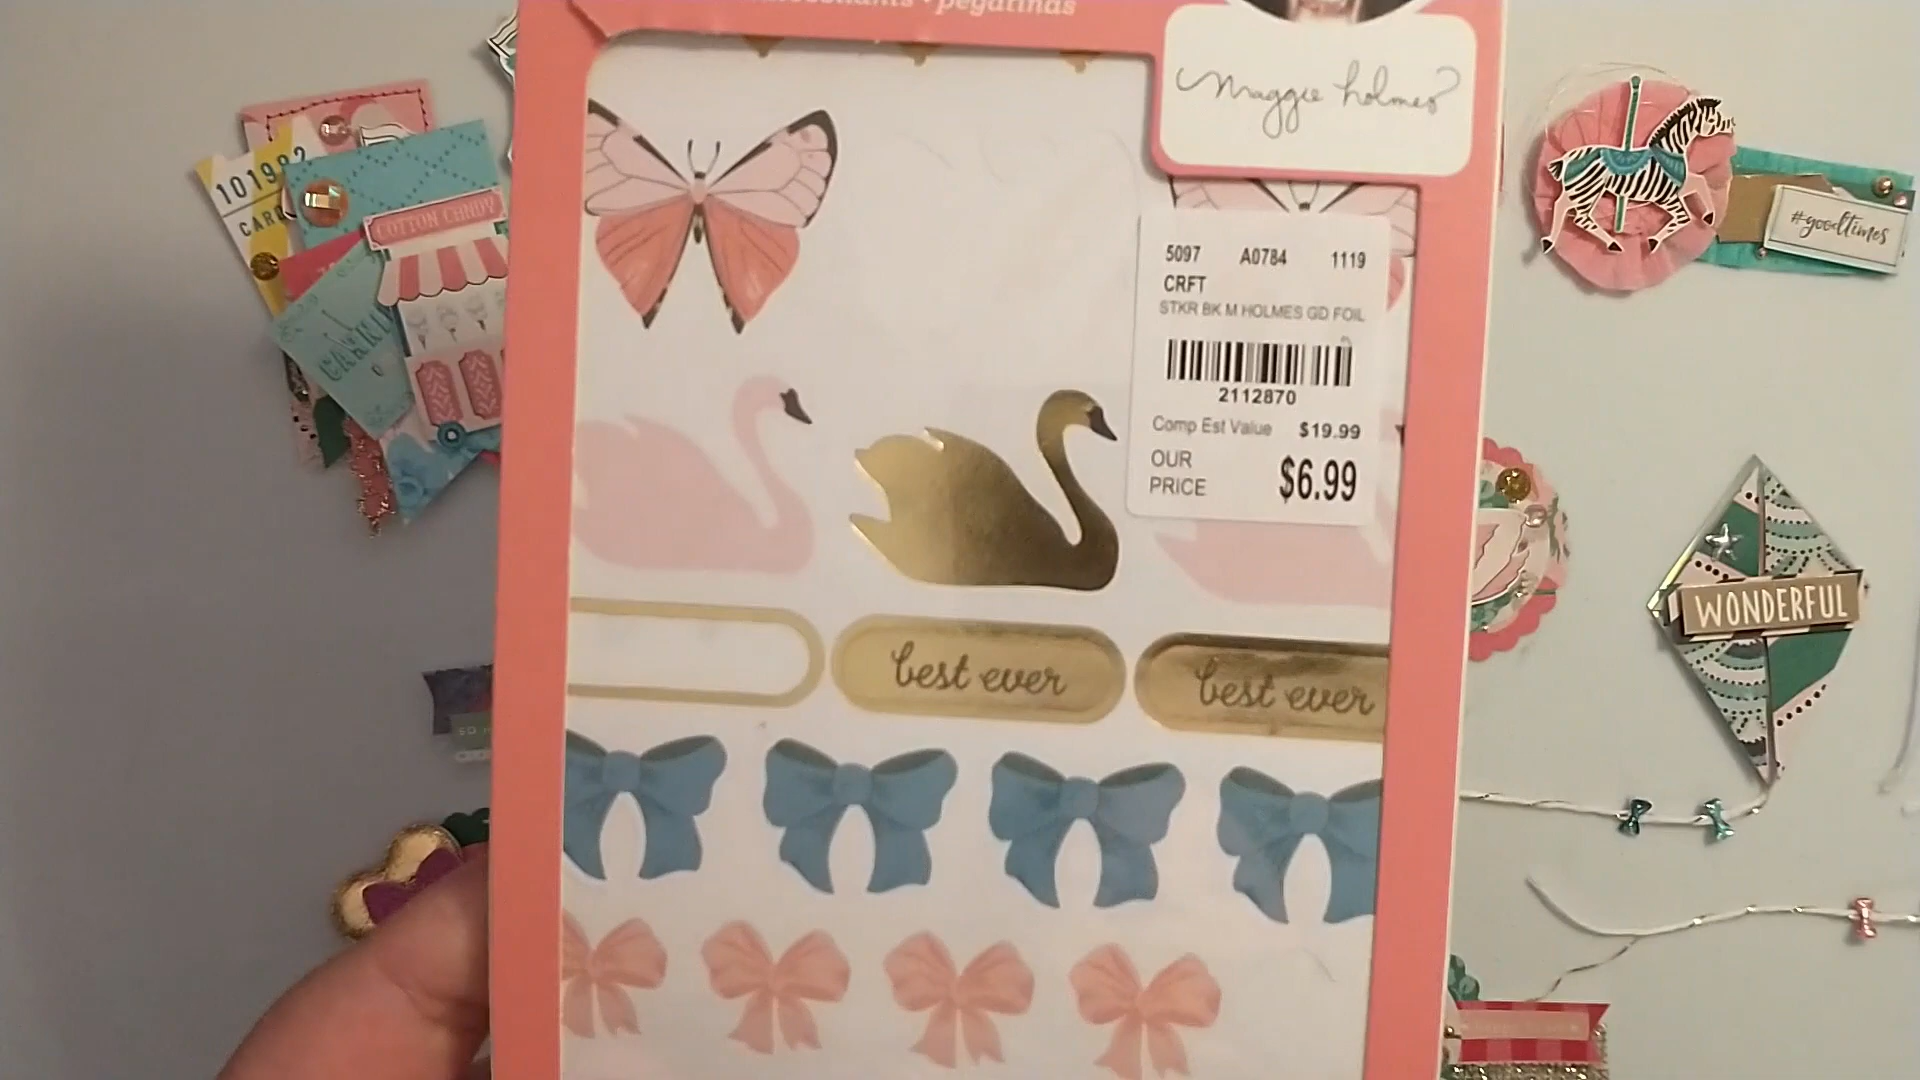 pegatinas
maggie holmes
5097 A0784 1119
CRFT
STKR BK M HOLMES GD FOIL
2112870
Comp Est Value $19.99
OUR
PRICE $6.99
best ever
best ever
101982
COTTON CANDY
#goodtimes
WONDERFUL